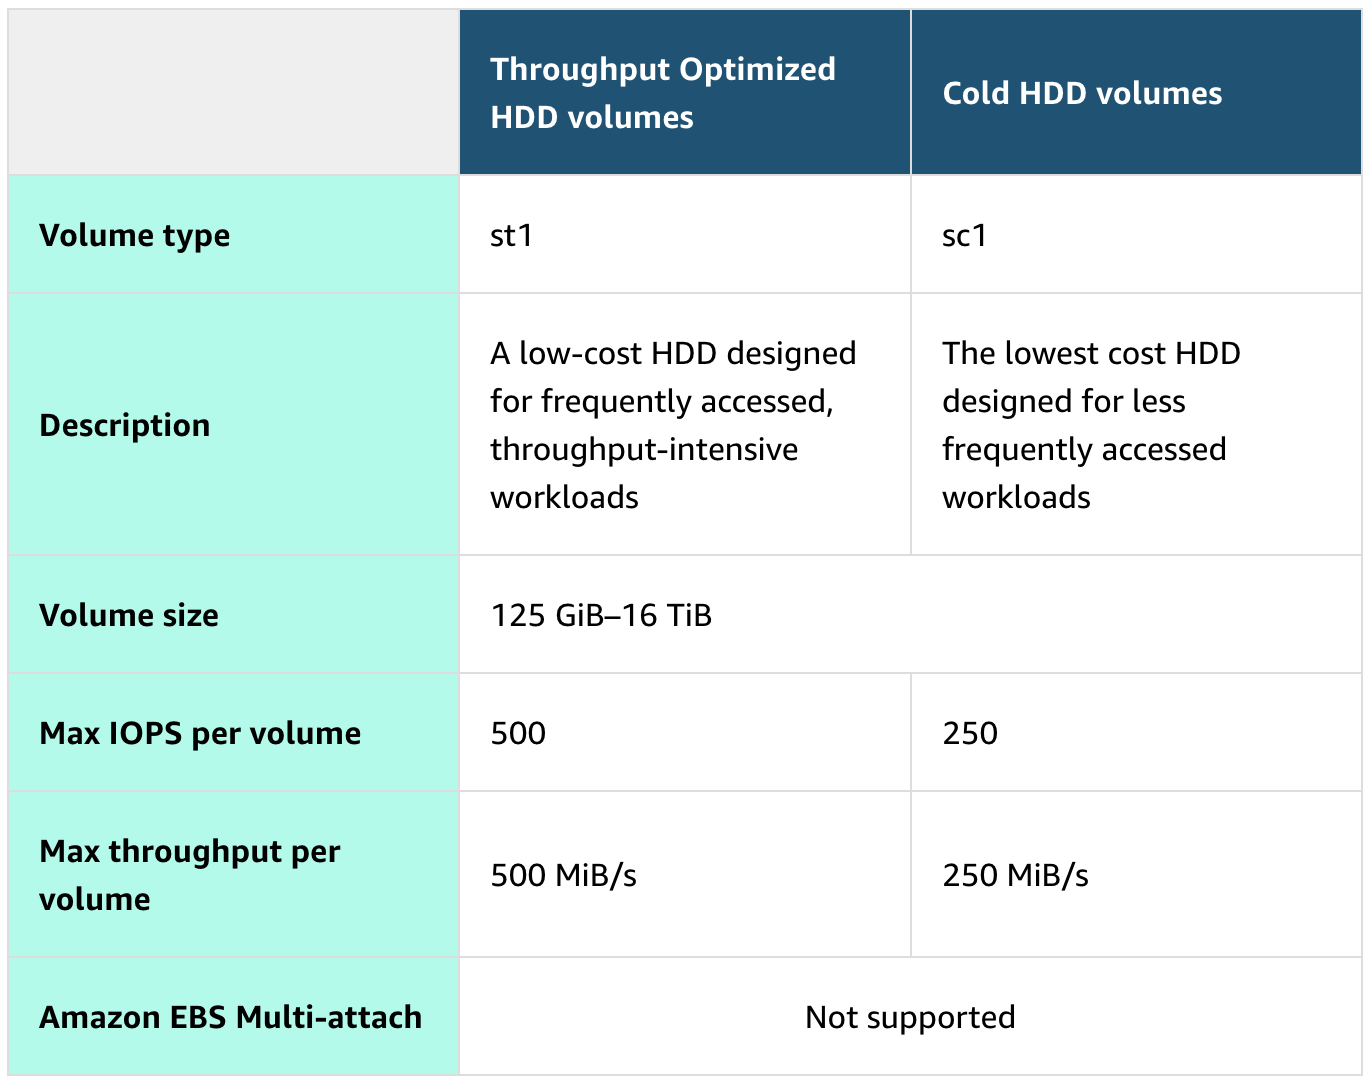 Throughput Optimized
HDD volumes
Cold HDD volumes
Volume type
st1
sc1
Description
A low-cost HDD designed
for frequently accessed,
throughput-intensive
workloads
The lowest cost HDD
designed for less
frequently accessed
workloads
Volume size
125 GiB–16 TiB
Max IOPS per volume
500
250
Max throughput per
volume
500 MiB/s
250 MiB/s
Amazon EBS Multi-attach
Not supported